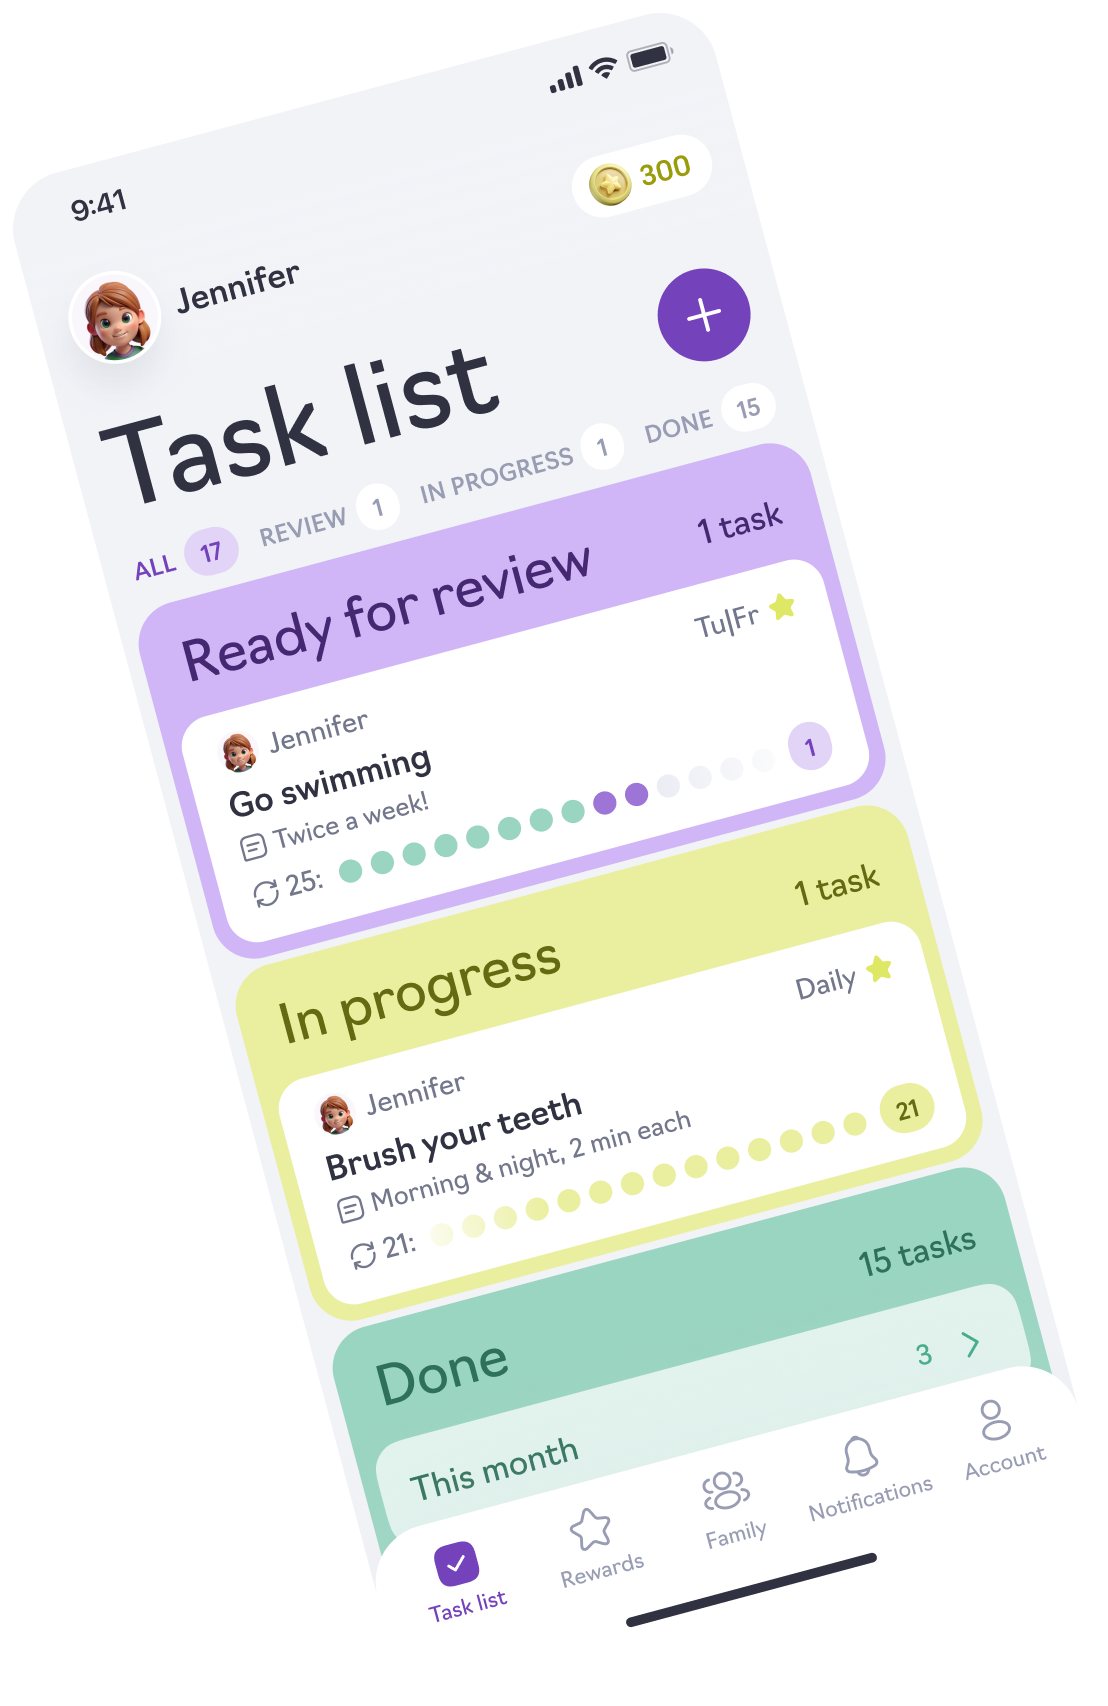 9:41
300
Jennifer
Task list
ALL 17 REVIEW 1 IN PROGRESS 1 DONE 15
Ready for review 1 task
Tu|Fr
Jennifer
Go swimming
Twice a week!
25: 1
In progress 1 task
Daily
Jennifer
Brush your teeth
Morning & night, 2 min each
21: 21
Done 15 tasks
This month 3
Task list Rewards Family Notifications Account